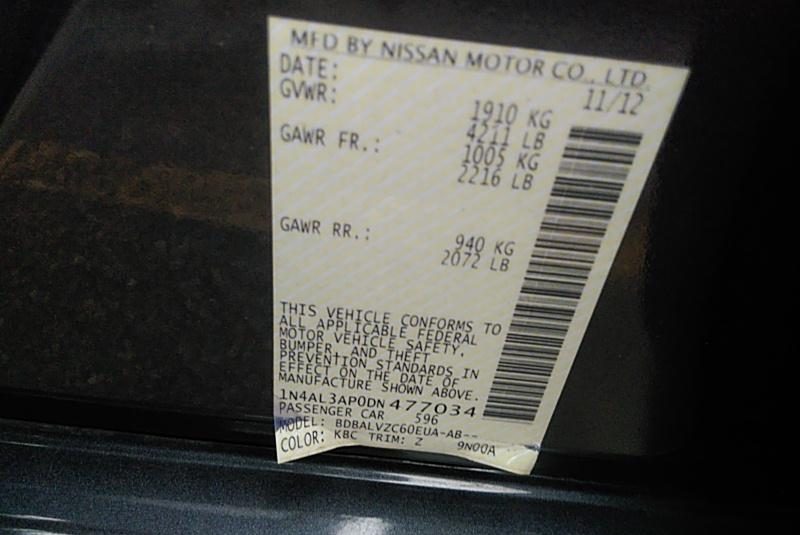 MFD BY NISSAN MOTOR CO., LTD.
DATE: 11/12
GVWR: 1910 KG
4211 LB
GAWR FR.: 1005 KG
2216 LB
GAWR RR.: 940 KG
2072 LB
THIS VEHICLE CONFORMS TO
ALL APPLICABLE FEDERAL
MOTOR VEHICLE SAFETY,
BUMPER, AND THEFT
PREVENTION STANDARDS IN
EFFECT ON THE DATE OF
MANUFACTURE SHOWN ABOVE.
1N4AL3AP0DN477034
PASSENGER CAR 596
MODEL: BDBALVZC60EUA-AB--
COLOR: KBC TRIM: Z 9N00A